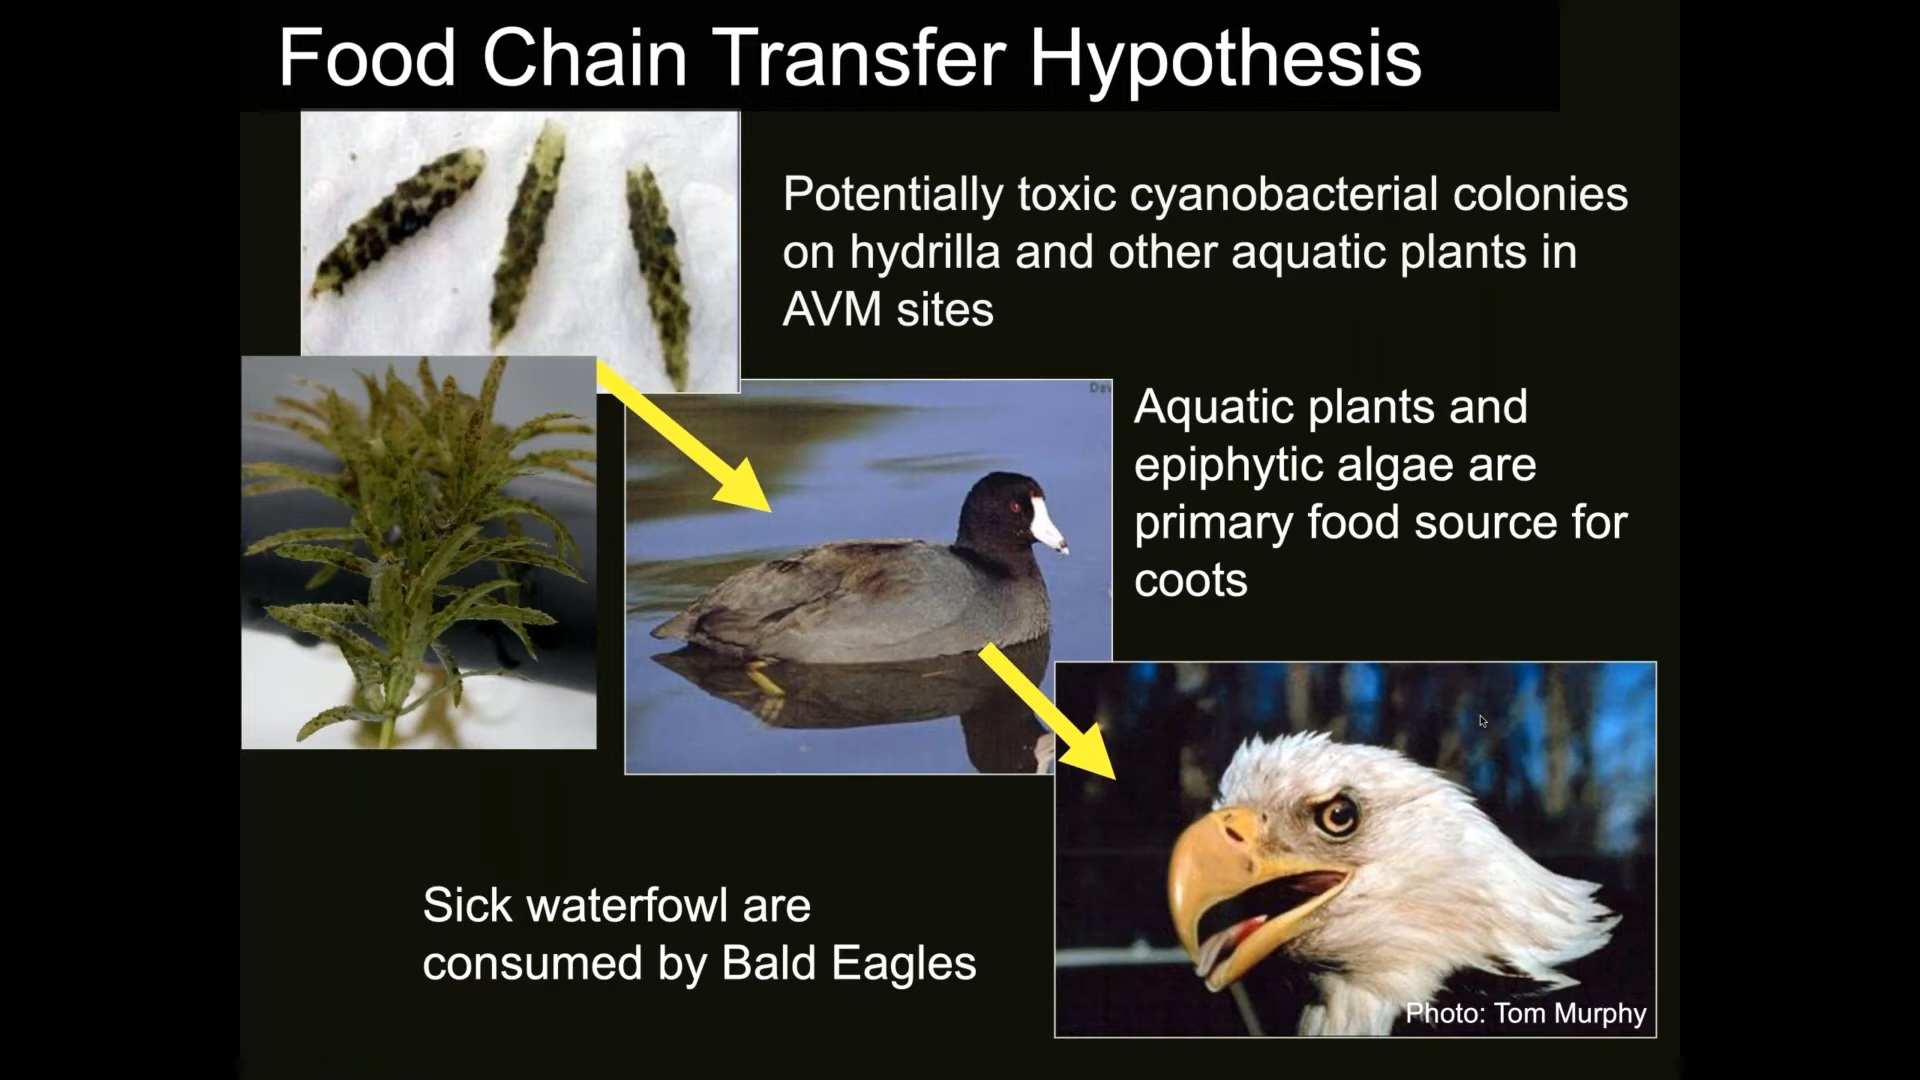 Food Chain Transfer Hypothesis
Potentially toxic cyanobacterial colonies
on hydrilla and other aquatic plants in
AVM sites
Aquatic plants and
epiphytic algae are
primary food source for
coots
Sick waterfowl are
consumed by Bald Eagles
Photo: Tom Murphy